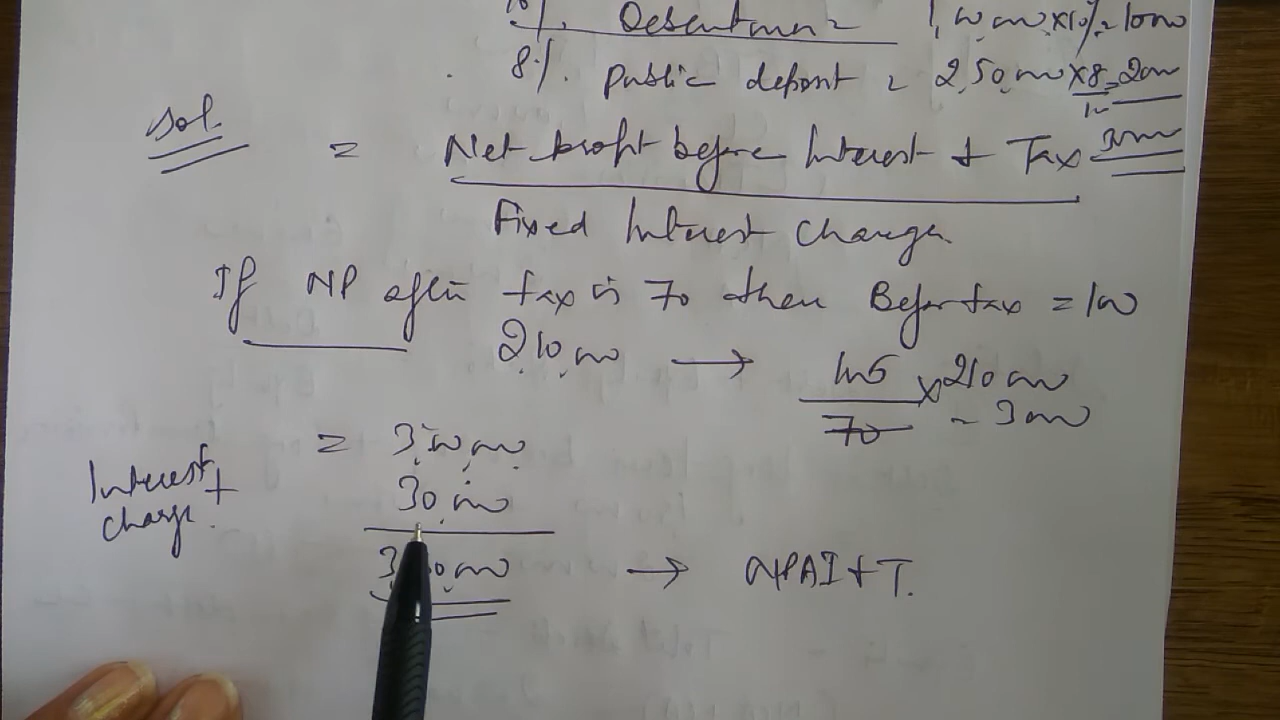 10%. Debentures = 1,00,000×10%=10000
8%. Public deposit = 2,50,000×8=20000
100
30000
Sol.
= Net profit before Interest + Tax
Fixed Interest Charge
If NP after tax is 70 then Before tax = 100
2,10,000 → 100 × 210000
70 = 300000
= 3,00,000
Interest + charge. 30,000
→ NPAI + T.